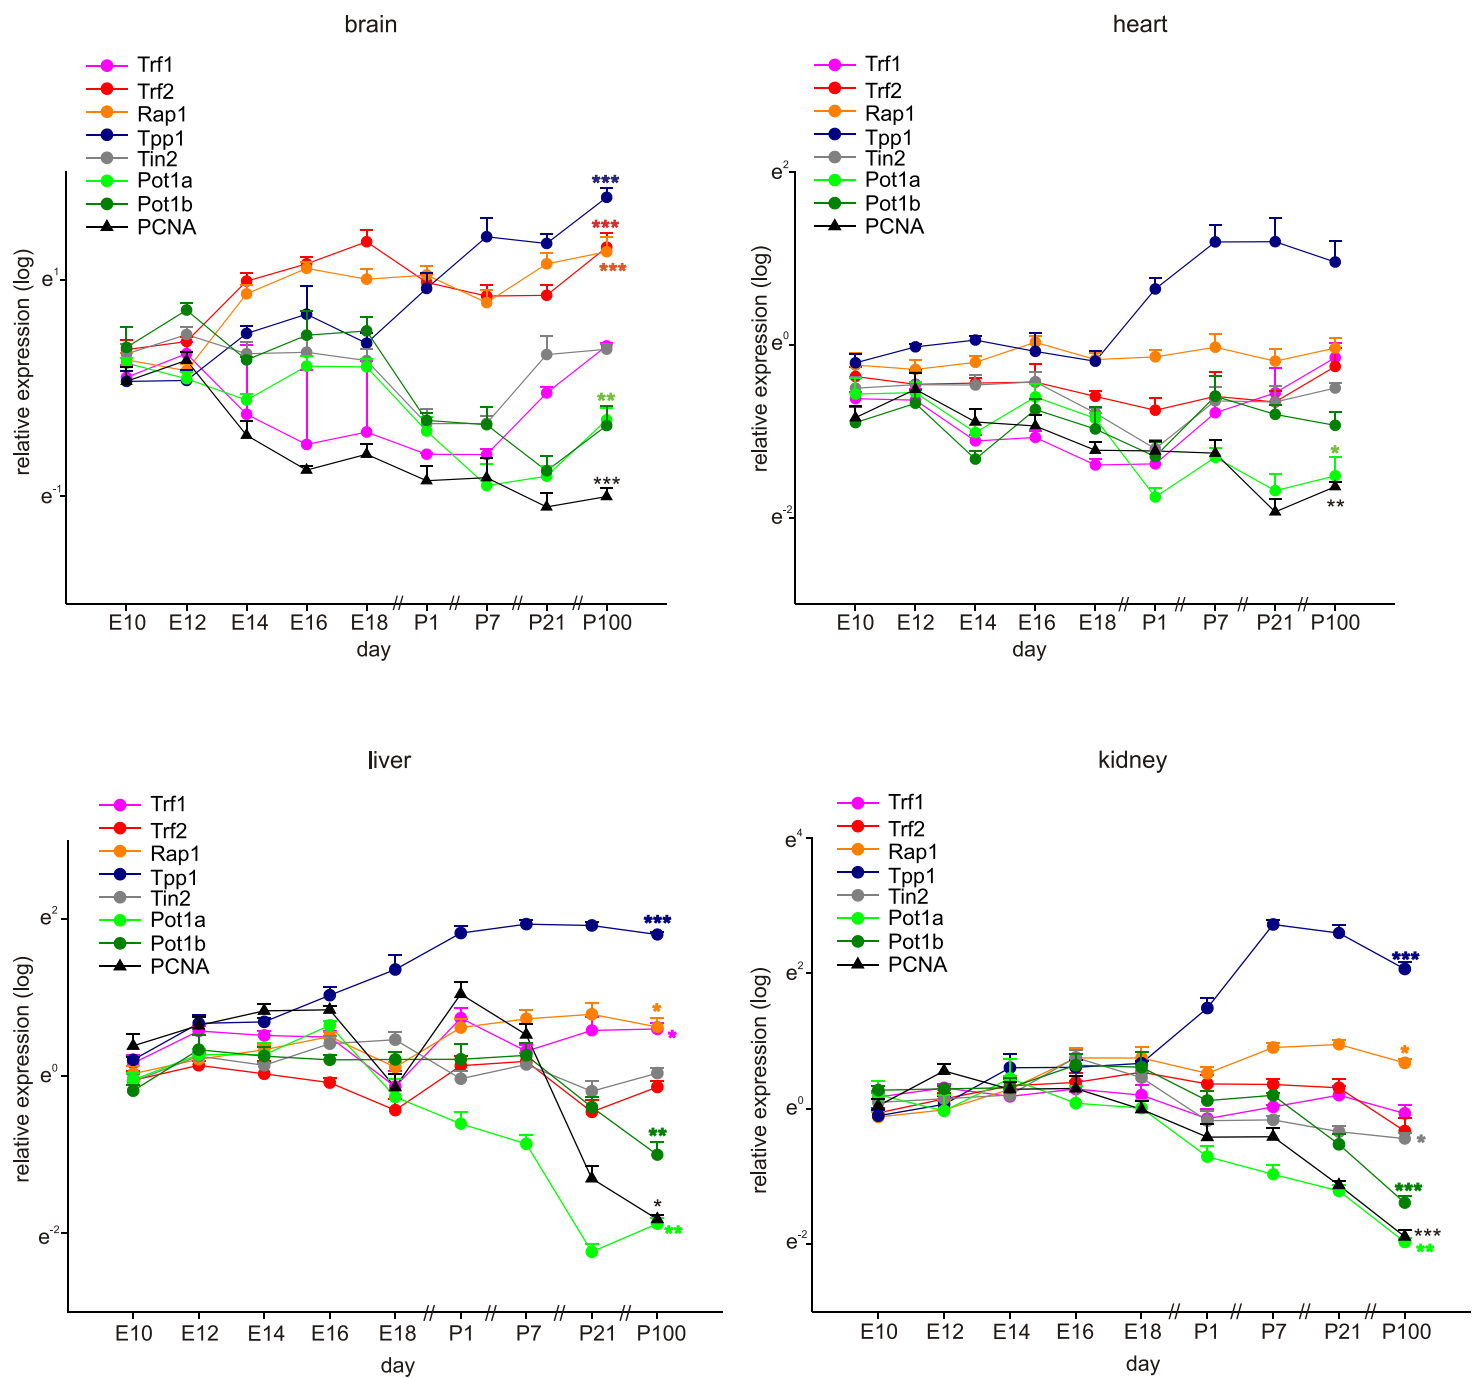 brain
Trf1
Trf2
Rap1
Tpp1
Tin2
Pot1a
Pot1b
PCNA
relative expression (log)
e1
e-1
***
***
***
**
***
E10 E12 E14 E16 E18 P1 P7 P21 P100
day
heart
Trf1
Trf2
Rap1
Tpp1
Tin2
Pot1a
Pot1b
PCNA
relative expression (log)
e2
e0
e-2
*
**
E10 E12 E14 E16 E18 P1 P7 P21 P100
day
liver
Trf1
Trf2
Rap1
Tpp1
Tin2
Pot1a
Pot1b
PCNA
relative expression (log)
e2
e0
e-2
***
*
*
**
*
**
E10 E12 E14 E16 E18 P1 P7 P21 P100
day
kidney
Trf1
Trf2
Rap1
Tpp1
Tin2
Pot1a
Pot1b
PCNA
relative expression (log)
e4
e2
e0
e-2
***
*
*
***
***
**
E10 E12 E14 E16 E18 P1 P7 P21 P100
day